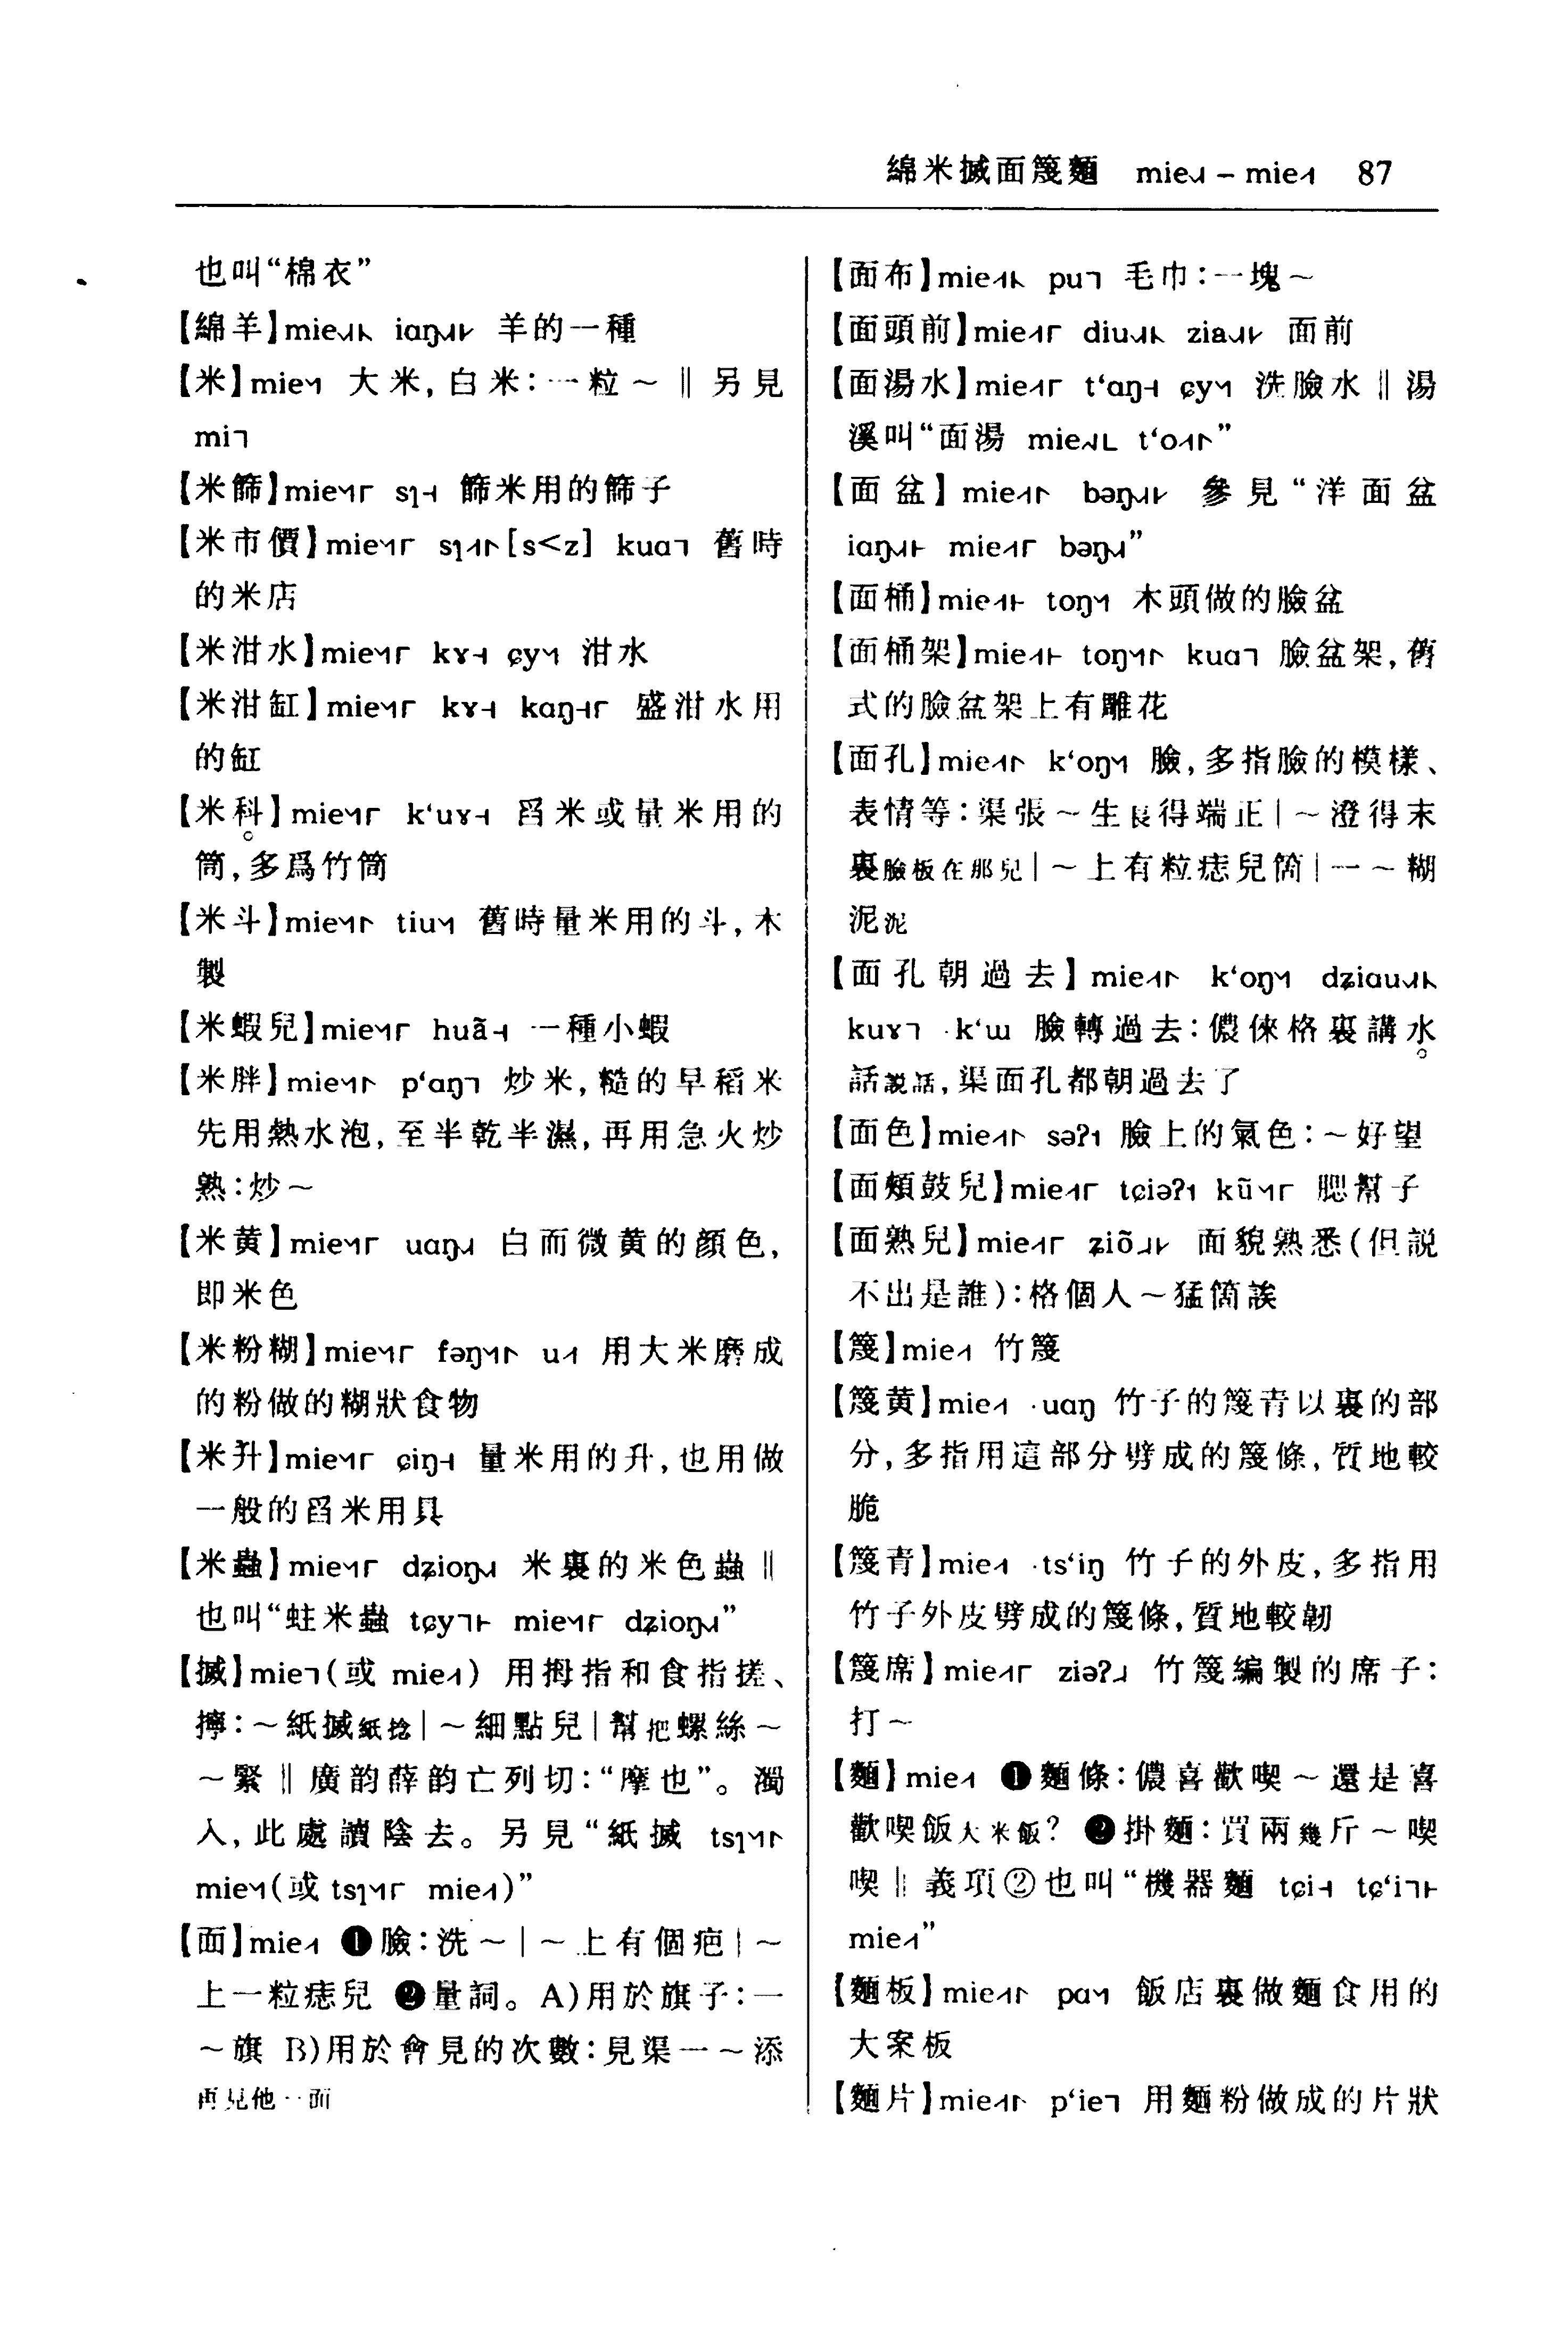 綿米搣面篾麵 mie˧˩˧ – mie˩˦ 87
也叫“棉衣”
【綿羊】mie˧˩˧꜔꜖ iɑŋ˧˩˧꜖꜓ 羊的一種
【米】mie˥˧˥ 大米,白米:一粒～‖另見
mi˥
【米篩】mie˥˧˥꜒꜒ sɿ˧˧˦ 篩米用的篩子
【米市價】mie˥˧˥꜒꜒ sɿ˩˦꜒꜔[s<z] kuɑ˥ 舊時
的米店
【米泔水】mie˥˧˥꜒꜒ kɤ˧˧˦ ɕy˥˧˥ 泔水
【米泔缸】mie˥˧˥꜒꜒ kɤ˧˧˦ kɑŋ˧˧˦꜒꜒ 盛泔水用
的缸
【米科】mie˥˧˥꜒꜒ k‘uɤ˧˧˦ 舀米或量米用的
筒,多爲竹筒
【米斗】mie˥˧˥꜒꜔ tiu˥˧˥ 舊時量米用的斗,木
製
【米蝦兒】mie˥˧˥꜒꜒ huã˧˧˦ 一種小蝦
【米胖】mie˥˧˥꜒꜔ p‘ɑŋ˥ 炒米,糙的早稻米
先用熱水泡,至半乾半濕,再用急火炒
熟:炒～
【米黄】mie˥˧˥꜒꜒ uɑŋ˧˩˧ 白而微黄的顔色,
即米色
【米粉糊】mie˥˧˥꜒꜒ fəŋ˥˧˥꜒꜔ u˩˦ 用大米磨成
的粉做的糊狀食物
【米升】mie˥˧˥꜒꜒ ɕiŋ˧˧˦ 量米用的升,也用做
一般的舀米用具
【米蟲】mie˥˧˥꜒꜒ dʑioŋ˧˩˧ 米裏的米色蟲‖
也叫“蛀米蟲 tɕy˥꜔꜔ mie˥˧˥꜒꜒ dʑioŋ˧˩˧”
【搣】mie˥(或 mie˩˦) 用拇指和食指搓、
擰:～紙搣紙捻|～細點兒|幫把螺絲～
～緊‖廣韵薛韵亡列切:“摩也”。濁
入,此處讀陰去。另見“紙搣 tsɿ˥˧˥꜒꜔
mie˥˧˥(或 tsɿ˥˧˥꜒꜒ mie˩˦)”
【面】mie˩˦ ❶臉:洗～|～上有個疤|～
上一粒痣兒 ❷量詞。A)用於旗子:一
～旗 B)用於會見的次數:見渠一～添
再見他一面
【面布】mie˩˦꜔꜖ pu˥ 毛巾:一塊～
【面頭前】mie˩˦꜒꜒ diu˧˩˧꜔꜖ zia˧˩˧꜖꜓ 面前
【面湯水】mie˩˦꜒꜒ t‘ɑŋ˧˧˦ ɕy˥˧˥ 洗臉水‖湯
溪叫“面湯 mie˧˩˧꜖꜖ t‘o˩˦꜒꜔”
【面盆】mie˩˦꜒꜔ bəŋ˧˩˧꜖꜓ 參見“洋面盆
iɑŋ˧˩˧꜔꜔ mie˩˦꜒꜒ bəŋ˧˩˧”
【面桶】mie˩˦꜔꜔ toŋ˥˧˥ 木頭做的臉盆
【面桶架】mie˩˦꜔꜔ toŋ˥˧˥꜒꜔ kuɑ˥ 臉盆架,舊
式的臉盆架上有雕花
【面孔】mie˩˦꜒꜔ k‘oŋ˥˧˥ 臉,多指臉的模樣、
表情等:渠張～生長得端正|～澄得末
裏臉板在那兒|～上有粒痣兒箇|一～糊
泥泥
【面孔朝過去】mie˩˦꜒꜔ k‘oŋ˥˧˥ dʑiɑu˧˩˧꜔꜖
kuɤ˥ ·k‘ɯ 臉轉過去:儂倈格裏講水
話説話,渠面孔都朝過去了
【面色】mie˩˦꜒꜔ səʔ˦ 臉上的氣色:～好望
【面頰鼓兒】mie˩˦꜒꜒ tɕiəʔ˦ kũ˥˧˥꜒꜒ 腮幫子
【面熟兒】mie˩˦꜒꜒ ʑiõ˨˩˨꜖꜓ 面貌熟悉(但説
不出是誰):格個人～猛箇誒
【篾】mie˩˦ 竹篾
【篾黄】mie˩˦ ·uɑŋ 竹子的篾青以裏的部
分,多指用這部分劈成的篾條,質地較
脆
【篾青】mie˩˦ ·ts‘iŋ 竹子的外皮,多指用
竹子外皮劈成的篾條,質地較韌
【篾席】mie˩˦꜒꜒ ziəʔ˨˩˨ 竹篾編製的席子:
打～
【麵】mie˩˦ ❶麵條:儂喜歡喫～還是喜
歡喫飯大米飯? ❷掛麵:買兩幾斤～喫
喫‖義項②也叫“機器麵 tɕi˧˧˦ tɕ‘i˥꜔꜔
mie˩˦”
【麵板】mie˩˦꜒꜔ pɑ˥˧˥ 飯店裏做麵食用的
大案板
【麵片】mie˩˦꜒꜔ p‘ie˥ 用麵粉做成的片狀